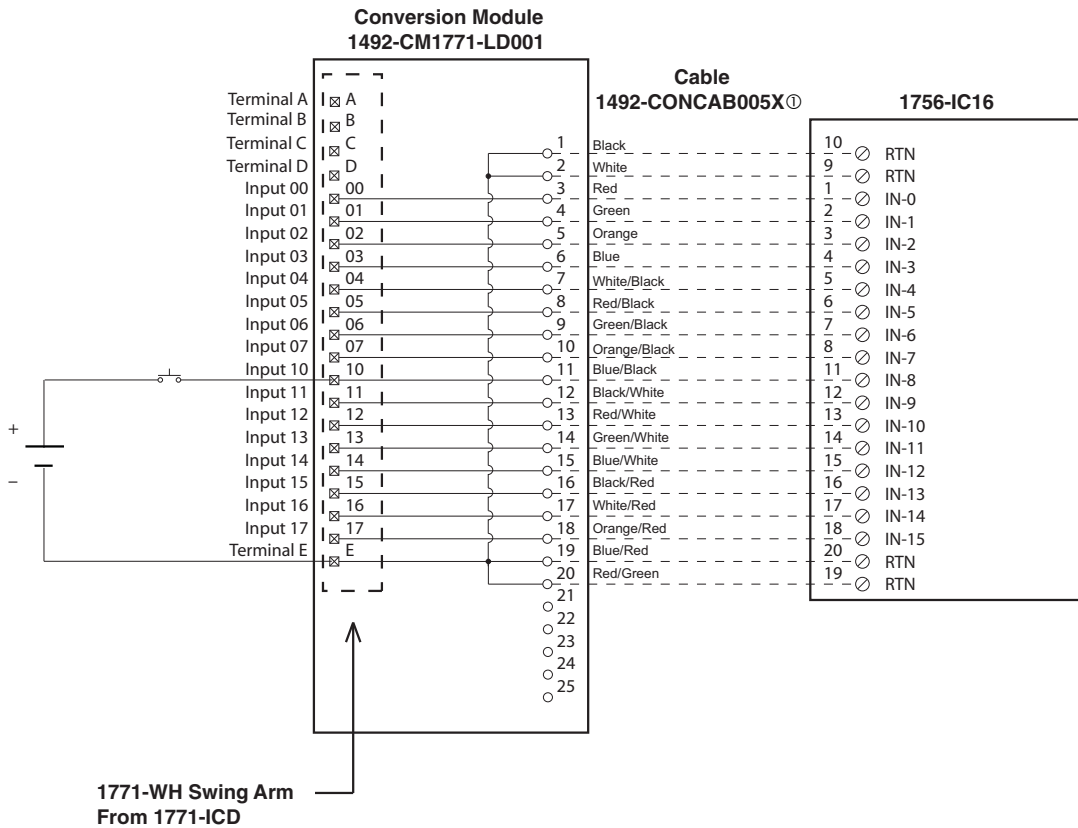 Conversion Module
1492-CM1771-LD001
Cable
1492-CONCAB005X①
1756-IC16
Terminal A A
Terminal B B
Terminal C C 1 Black 10 RTN
Terminal D D 2 White 9 RTN
Input 00 00 3 Red 1 IN-0
Input 01 01 4 Green 2 IN-1
Input 02 02 5 Orange 3 IN-2
Input 03 03 6 Blue 4 IN-3
Input 04 04 7 White/Black 5 IN-4
Input 05 05 8 Red/Black 6 IN-5
Input 06 06 9 Green/Black 7 IN-6
Input 07 07 10 Orange/Black 8 IN-7
Input 10 10 11 Blue/Black 11 IN-8
Input 11 11 12 Black/White 12 IN-9
Input 12 12 13 Red/White 13 IN-10
+ Input 13 13 14 Green/White 14 IN-11
Input 14 14 15 Blue/White 15 IN-12
– Input 15 15 16 Black/Red 16 IN-13
Input 16 16 17 White/Red 17 IN-14
Input 17 17 18 Orange/Red 18 IN-15
Terminal E E 19 Blue/Red 20 RTN
20 Red/Green 19 RTN
21
22
23
24
25
1771-WH Swing Arm
From 1771-ICD